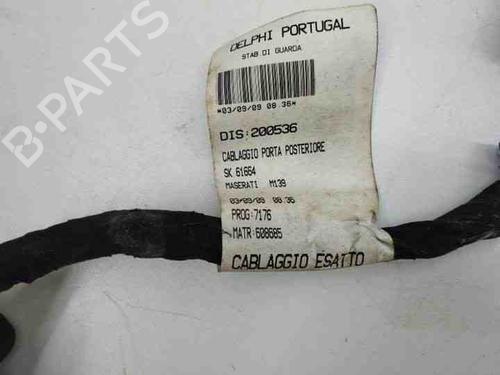 DELPHI PORTUGAL
STAB.DI GUARDA
*03/09/09 08.36*
DIS:200536
CABLAGGIO PORTA POSTERIORE
SK 61664
MASERATI M139
03/09/09 08.36
PROG:7176
MATR:608685
CABLAGGIO ESATTO
B-PARTS